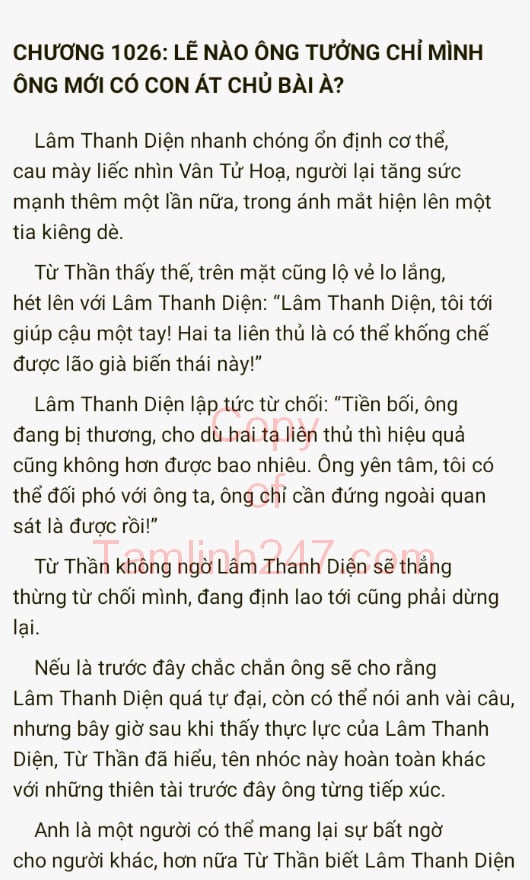 CHƯƠNG 1026: LẼ NÀO ÔNG TƯỞNG CHỈ MÌNH
ÔNG MỚI CÓ CON ÁT CHỦ BÀI À?
Lâm Thanh Diện nhanh chóng ổn định cơ thể,
cau mày liếc nhìn Vân Tử Hoạ, người lại tăng sức
mạnh thêm một lần nữa, trong ánh mắt hiện lên một
tia kiêng dè.
Từ Thần thấy thế, trên mặt cũng lộ vẻ lo lắng,
hét lên với Lâm Thanh Diện: “Lâm Thanh Diện, tôi tới
giúp cậu một tay! Hai ta liên thủ là có thể khống chế
được lão già biến thái này!”
Lâm Thanh Diện lập tức từ chối: “Tiền bối, ông
đang bị thương, cho dù hai ta liên thủ thì hiệu quả
cũng không hơn được bao nhiêu. Ông yên tâm, tôi có
thể đối phó với ông ta, ông chỉ cần đứng ngoài quan
sát là được rồi!”
Từ Thần không ngờ Lâm Thanh Diện sẽ thẳng
thừng từ chối mình, đang định lao tới cũng phải dừng
lại.
Nếu là trước đây chắc chắn ông sẽ cho rằng
Lâm Thanh Diện quá tự đại, còn có thể nói anh vài câu,
nhưng bây giờ sau khi thấy thực lực của Lâm Thanh
Diện, Từ Thần đã hiểu, tên nhóc này hoàn toàn khác
với những thiên tài trước đây ông từng tiếp xúc.
Anh là một người có thể mang lại sự bất ngờ
cho người khác, hơn nữa Từ Thần biết Lâm Thanh Diện
Copy
of
Tamlinh247.com